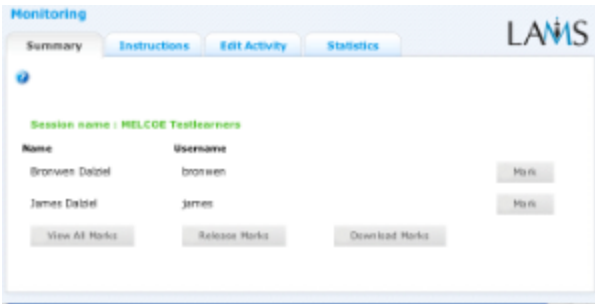 Monitoring
LAMS
Summary Instructions Edit Activity Statistics
Session name : MELCOE Testlearners
Name Username
Bronwen Dalziel bronwen Mark
James Dalziel james Mark
View All Marks Release Marks Download Marks